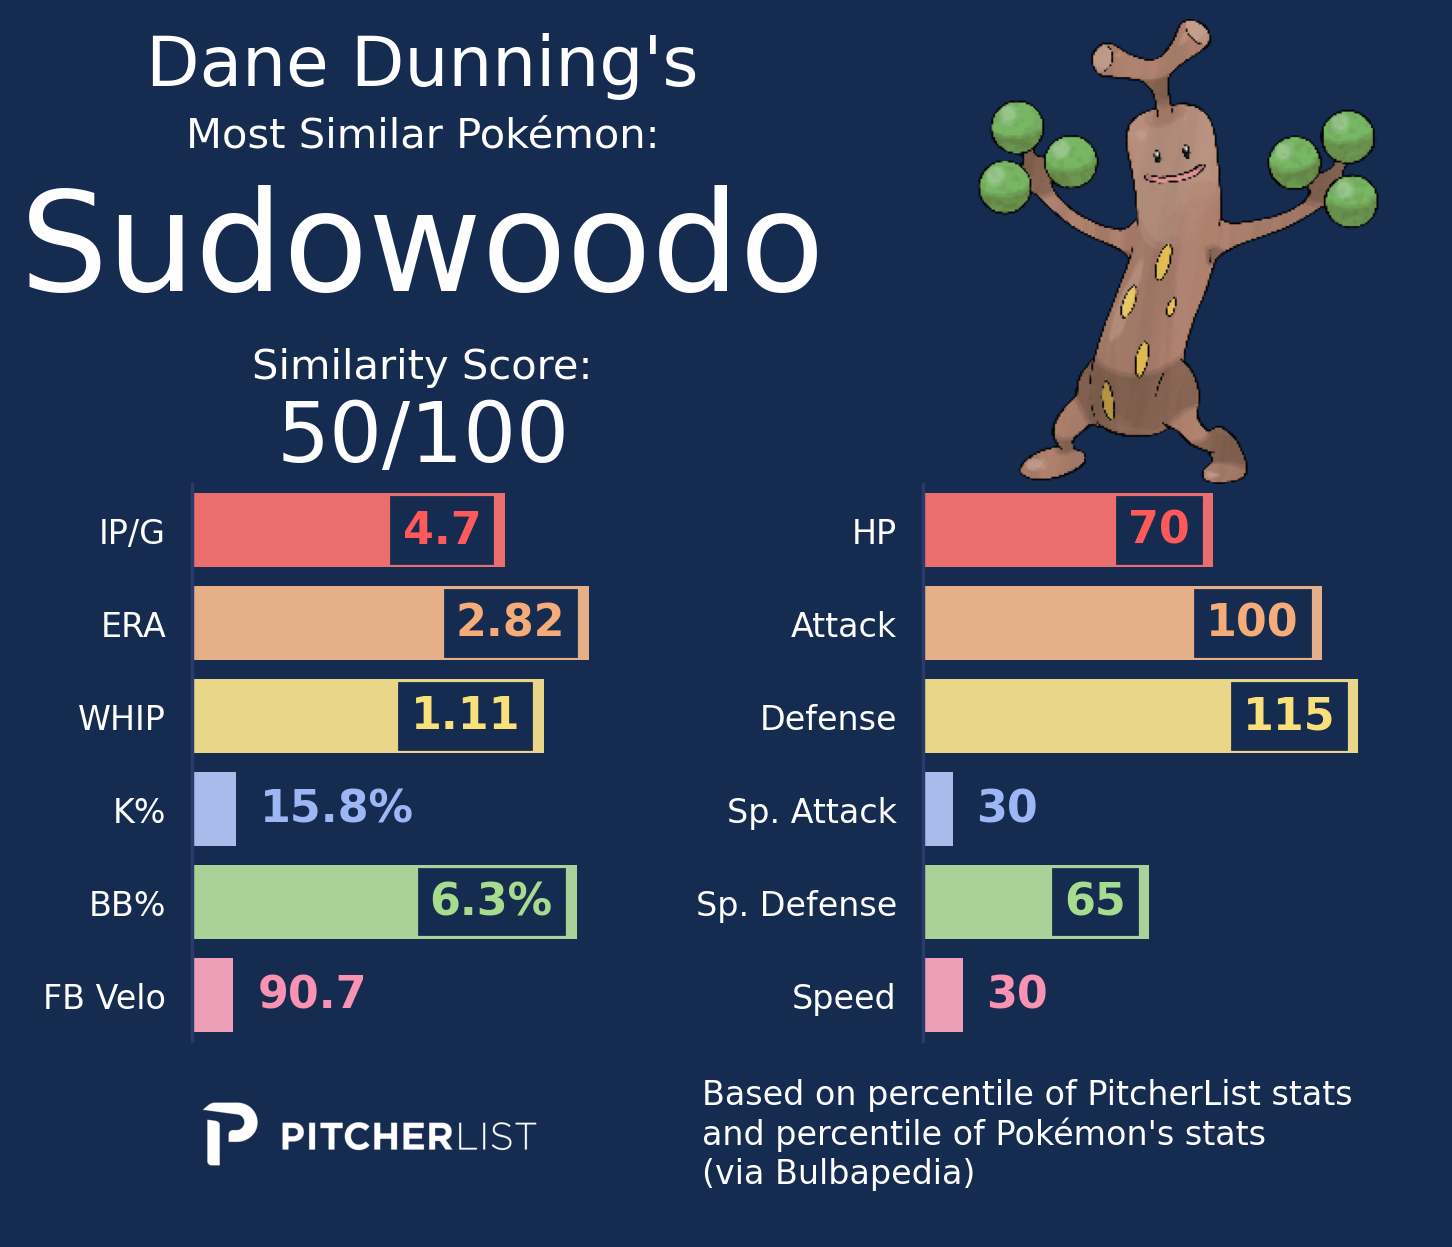 Dane Dunning's
Most Similar Pokémon:
Sudowoodo
Similarity Score:
50/100
IP/G 4.7
ERA 2.82
WHIP 1.11
K% 15.8%
BB% 6.3%
FB Velo 90.7
HP 70
Attack 100
Defense 115
Sp. Attack 30
Sp. Defense 65
Speed 30
PITCHERLIST
Based on percentile of PitcherList stats
and percentile of Pokémon's stats
(via Bulbapedia)